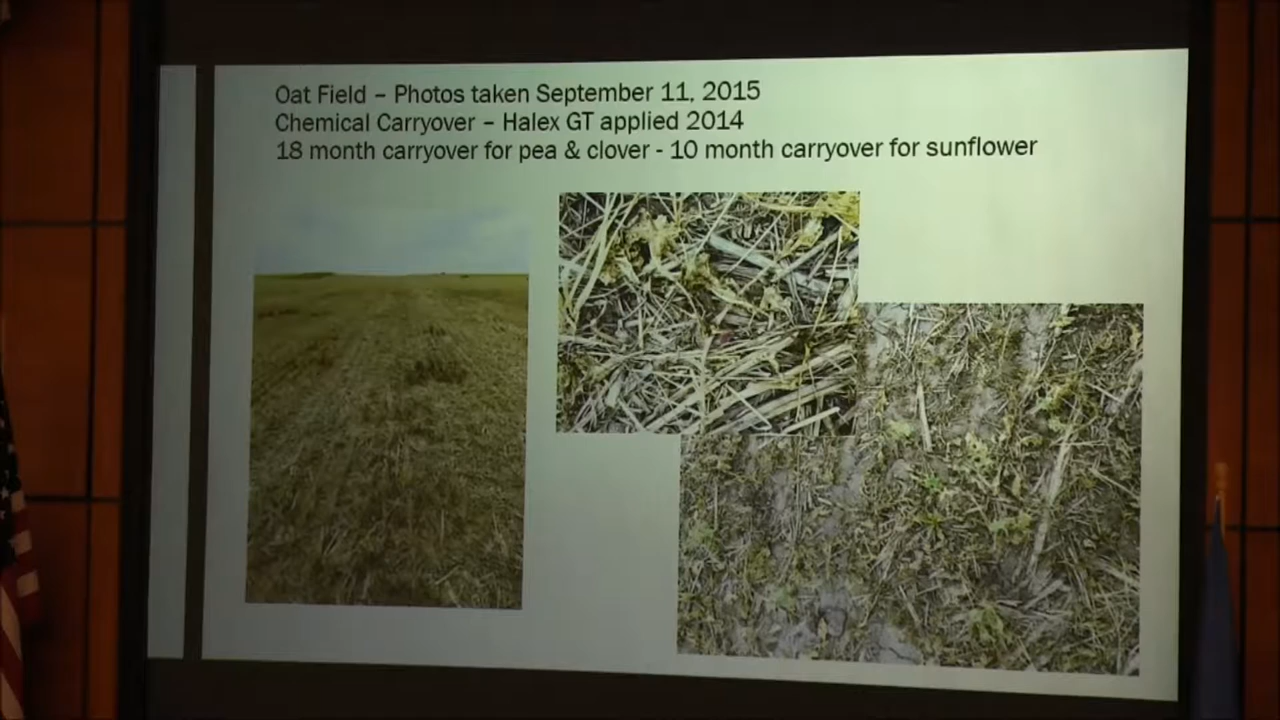 Oat Field – Photos taken September 11, 2015
Chemical Carryover – Halex GT applied 2014
18 month carryover for pea & clover - 10 month carryover for sunflower